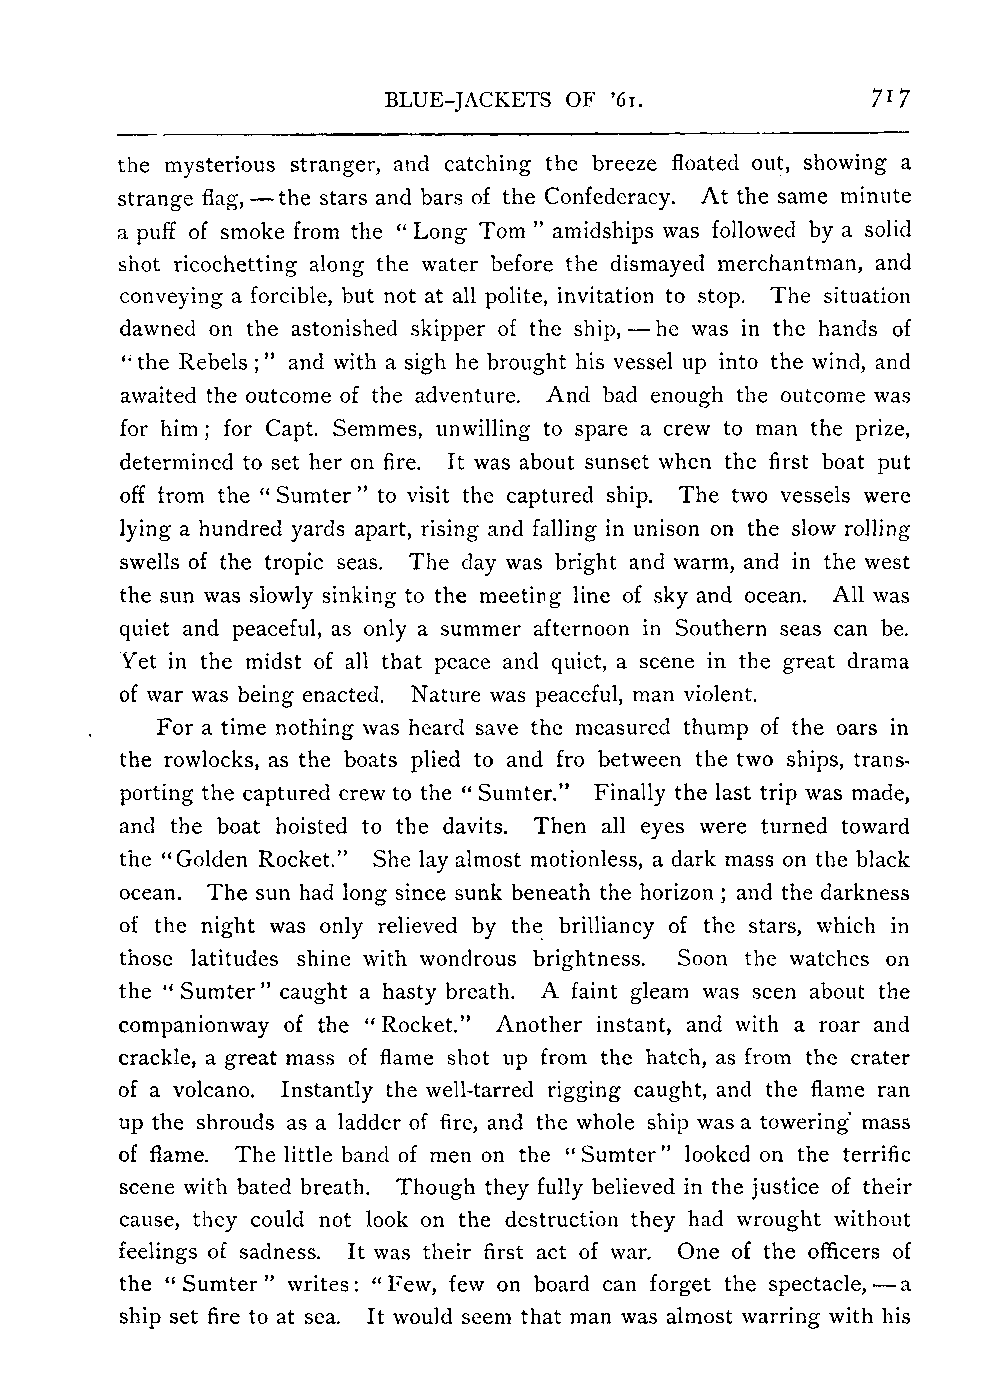 BLUE-JACKETS OF ’61. 717
the mysterious stranger, and catching the breeze floated out, showing a
strange flag, — the stars and bars of the Confederacy. At the same minute
a puff of smoke from the “ Long Tom ” amidships was followed by a solid
shot ricochetting along the water before the dismayed merchantman, and
conveying a forcible, but not at all polite, invitation to stop. The situation
dawned on the astonished skipper of the ship, — he was in the hands of
“ the Rebels ; ” and with a sigh he brought his vessel up into the wind, and
awaited the outcome of the adventure. And bad enough the outcome was
for him ; for Capt. Semmes, unwilling to spare a crew to man the prize,
determined to set her on fire. It was about sunset when the first boat put
off from the “ Sumter ” to visit the captured ship. The two vessels were
lying a hundred yards apart, rising and falling in unison on the slow rolling
swells of the tropic seas. The day was bright and warm, and in the west
the sun was slowly sinking to the meeting line of sky and ocean. All was
quiet and peaceful, as only a summer afternoon in Southern seas can be.
Yet in the midst of all that peace and quiet, a scene in the great drama
of war was being enacted. Nature was peaceful, man violent.
For a time nothing was heard save the measured thump of the oars in
the rowlocks, as the boats plied to and fro between the two ships, trans-
porting the captured crew to the “ Sumter.” Finally the last trip was made,
and the boat hoisted to the davits. Then all eyes were turned toward
the “Golden Rocket.” She lay almost motionless, a dark mass on the black
ocean. The sun had long since sunk beneath the horizon ; and the darkness
of the night was only relieved by the brilliancy of the stars, which in
those latitudes shine with wondrous brightness. Soon the watches on
the “ Sumter ” caught a hasty breath. A faint gleam was seen about the
companionway of the “ Rocket.” Another instant, and with a roar and
crackle, a great mass of flame shot up from the hatch, as from the crater
of a volcano. Instantly the well-tarred rigging caught, and the flame ran
up the shrouds as a ladder of fire, and the whole ship was a towering mass
of flame. The little band of men on the “ Sumter ” looked on the terrific
scene with bated breath. Though they fully believed in the justice of their
cause, they could not look on the destruction they had wrought without
feelings of sadness. It was their first act of war. One of the officers of
the “ Sumter ” writes : “ Few, few on board can forget the spectacle, — a
ship set fire to at sea. It would seem that man was almost warring with his